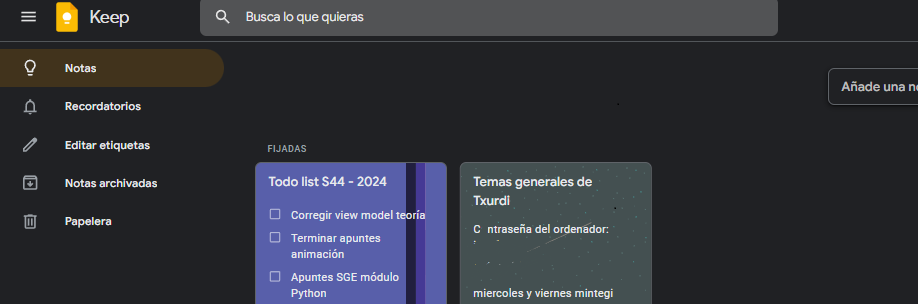 Keep
Busca lo que quieras
Notas
Añade una
Recordatorios
Editar etiquetas
Notas archivadas
Papelera
FIJADAS
Todo list S44 - 2024
Corregir view model teoría
Terminar apuntes
animación
Apuntes SGE módulo
Python
Temas generales de
Txurdi
C ntraseña del ordenador:
miercoles y viernes mintegi